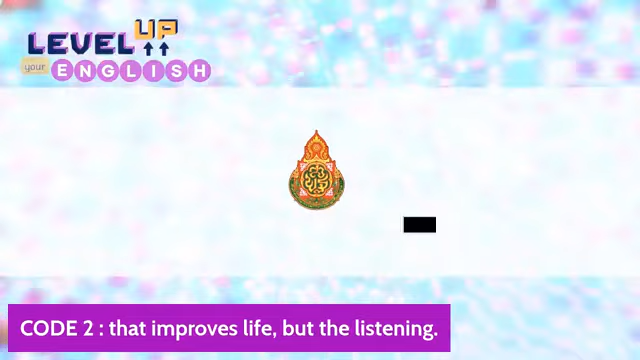 LEVEL UP
your ENGLISH
CODE 2 : that improves life, but the listening.